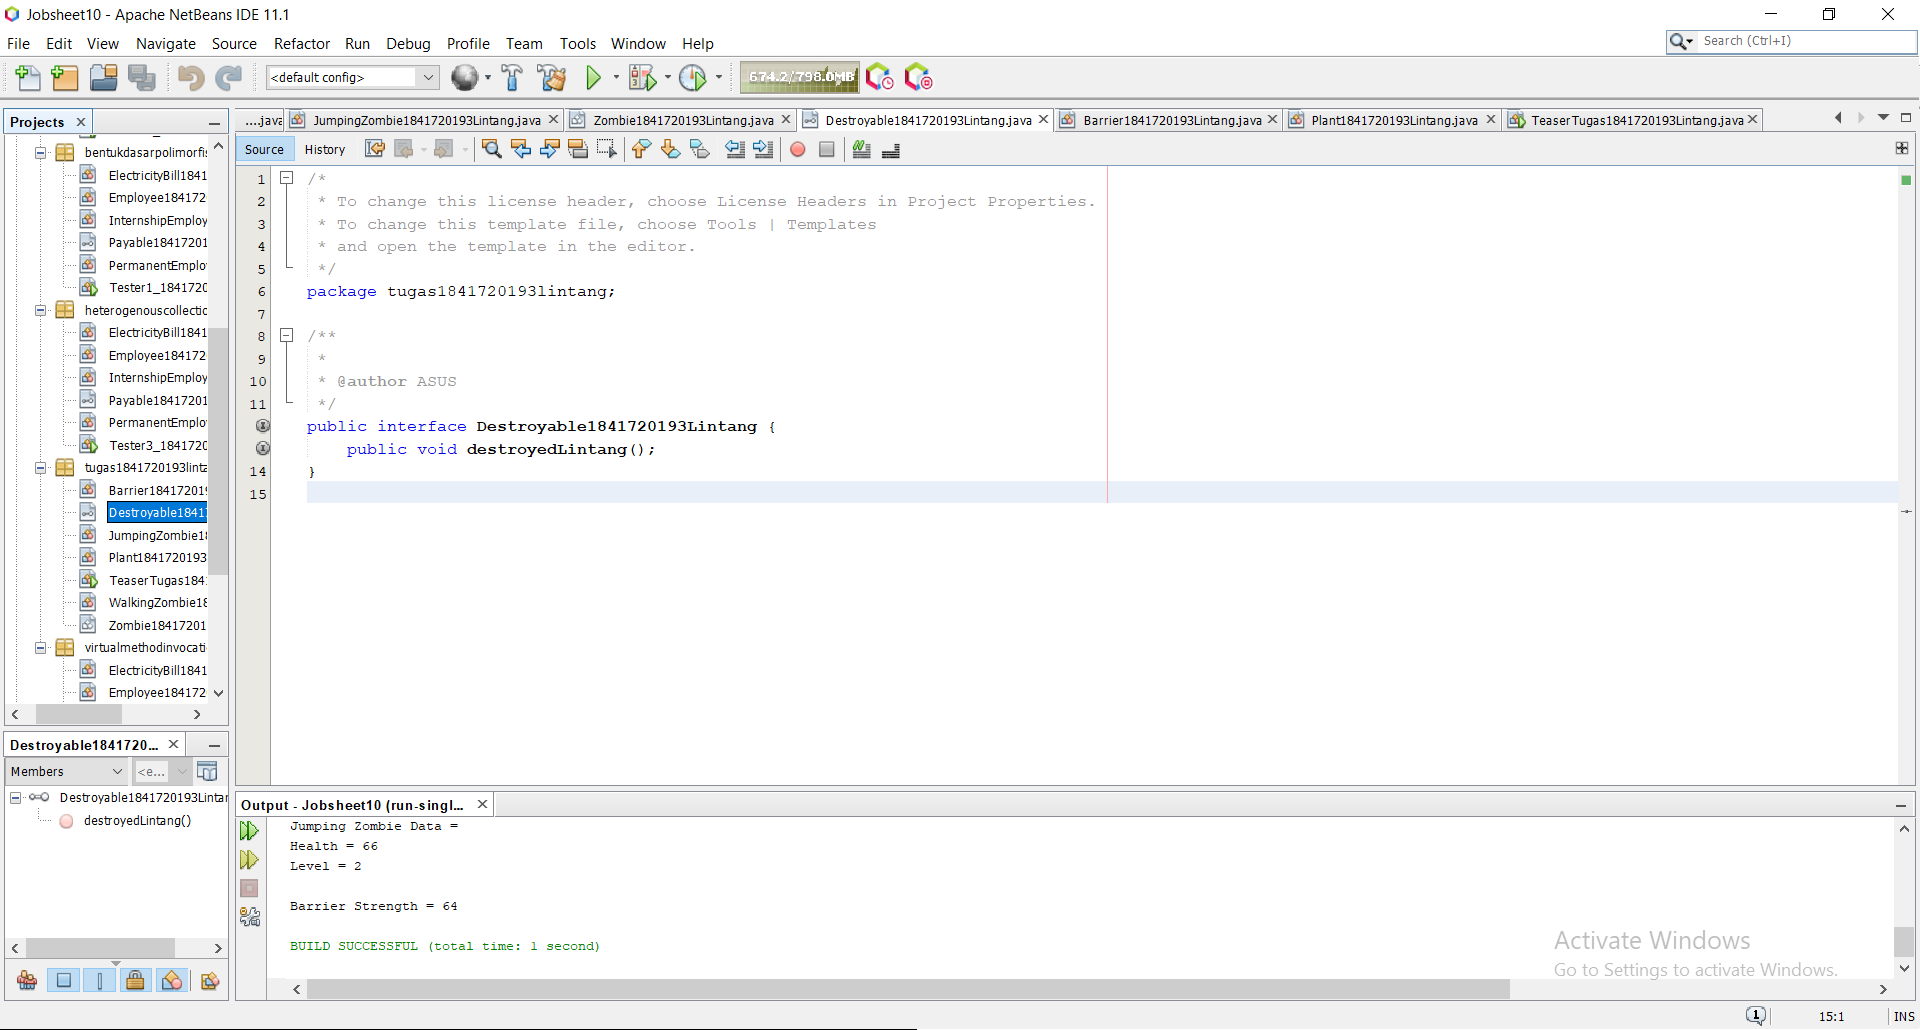 Jobsheet10 - Apache NetBeans IDE 11.1
File Edit View Navigate Source Refactor Run Debug Profile Team Tools Window Help
Search (Ctrl+I)
<default config>
674.2/798.0MB
Projects
...java
JumpingZombie1841720193Lintang.java
Zombie1841720193Lintang.java
Destroyable1841720193Lintang.java
Barrier1841720193Lintang.java
Plant1841720193Lintang.java
TeaserTugas1841720193Lintang.java
Source History
bentukdasarpolimorfis
ElectricityBill1841
Employee184172
InternshipEmploy
Payable18417201
PermanentEmplo
Tester1_184172C
heterogenouscollectic
ElectricityBill1841
Employee184172
InternshipEmploy
Payable18417201
PermanentEmplo
Tester3_184172C
tugas1841720193linta
Barrier184172019
Destroyable1841
JumpingZombie18
Plant1841720193
TeaserTugas184
WalkingZombie18
Zombie18417201
virtualmethodinvocati
ElectricityBill1841
Employee184172
1 /*
2 * To change this license header, choose License Headers in Project Properties.
3 * To change this template file, choose Tools | Templates
4 * and open the template in the editor.
5 */
6 package tugas1841720193lintang;
7
8 /**
9 *
10 * @author ASUS
11 */
public interface Destroyable1841720193Lintang {
public void destroyedLintang();
14 }
15
Destroyable1841720...
Members
<e...
Destroyable1841720193Lintar
destroyedLintang()
Output - Jobsheet10 (run-singl...
Jumping Zombie Data =
Health = 66
Level = 2
Barrier Strength = 64
BUILD SUCCESSFUL (total time: 1 second)
Activate Windows
Go to Settings to activate Windows.
1
15:1
INS